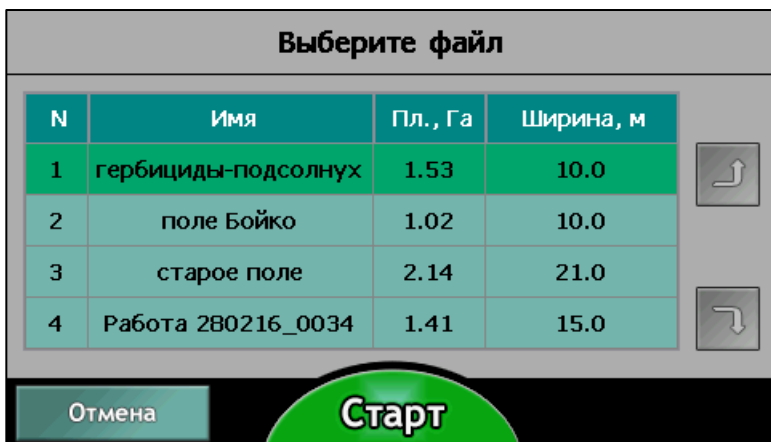 Выберите файл
N Имя Пл., Га Ширина, м
1 гербициды-подсолнух 1.53 10.0
2 поле Бойко 1.02 10.0
3 старое поле 2.14 21.0
4 Работа 280216_0034 1.41 15.0
Отмена Старт